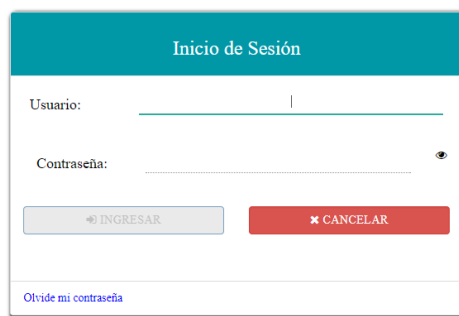 Inicio de Sesión
Usuario:
Contraseña:
INGRESAR
CANCELAR
Olvide mi contraseña